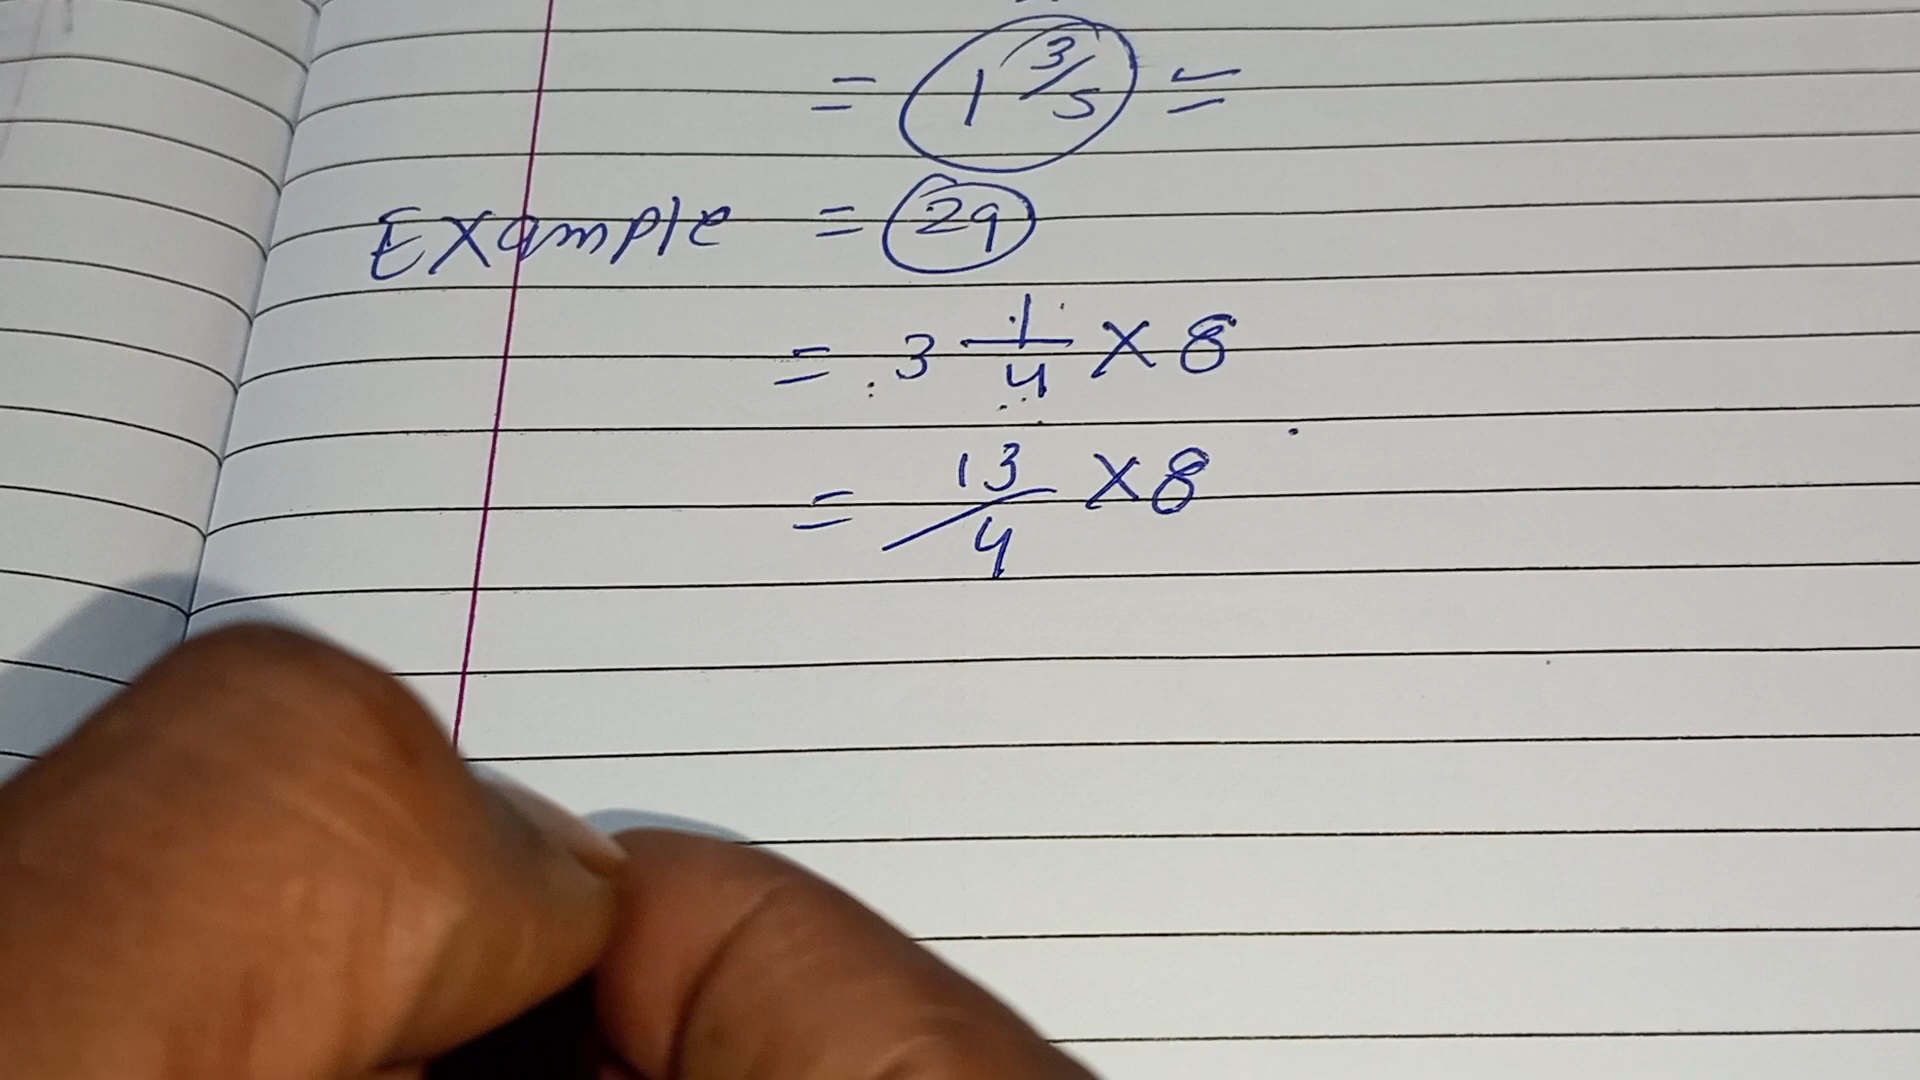 = 1 3/5 =
Example = 29
= 3 1/4 × 8
= 13/4 × 8